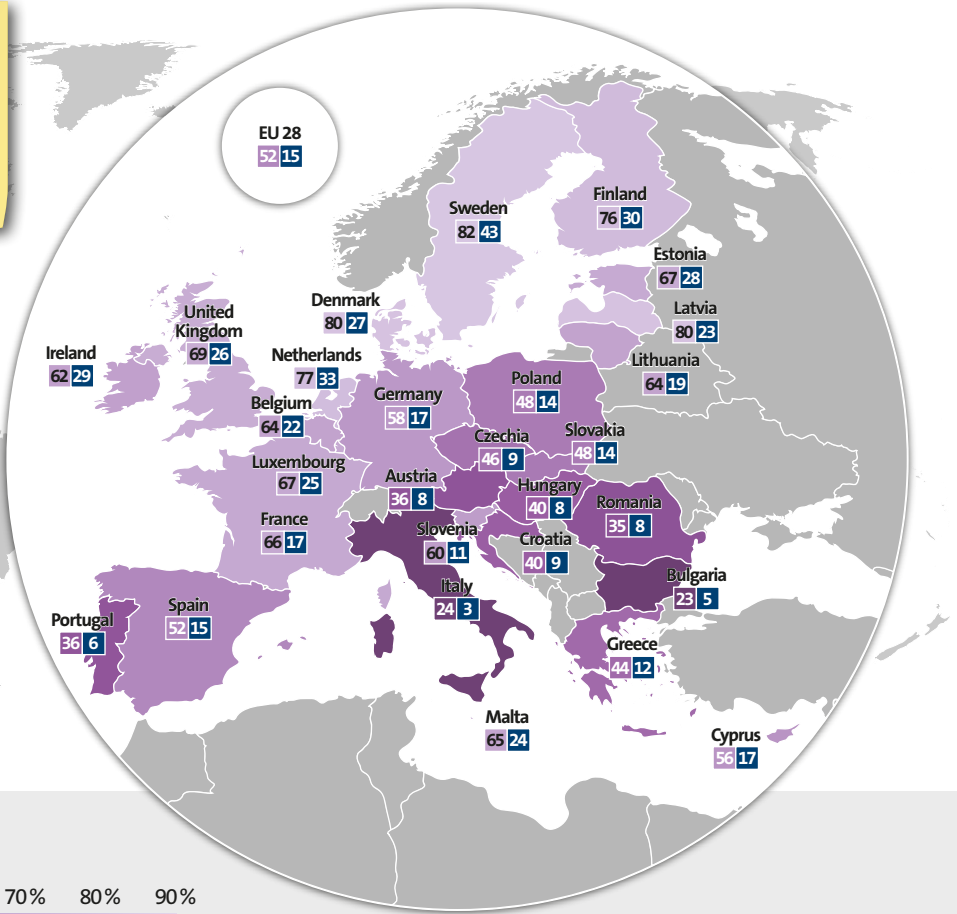 EU 28
52 15
Sweden
82 43
Finland
76 30
Estonia
67 28
Denmark
80 27
Latvia
80 23
United
Kingdom
69 26
Ireland
62 29
Netherlands
77 33
Lithuania
64 19
Germany
58 17
Poland
48 14
Belgium
64 22
Czechia
46 9
Slovakia
48 14
Luxembourg
67 25
Austria
36 8
Hungary
40 8
Romania
35 8
France
66 17
Slovenia
60 11
Croatia
40 9
Italy
24 3
Bulgaria
23 5
Portugal
36 6
Spain
52 15
Greece
44 12
Malta
65 24
Cyprus
56 17
70% 80% 90%